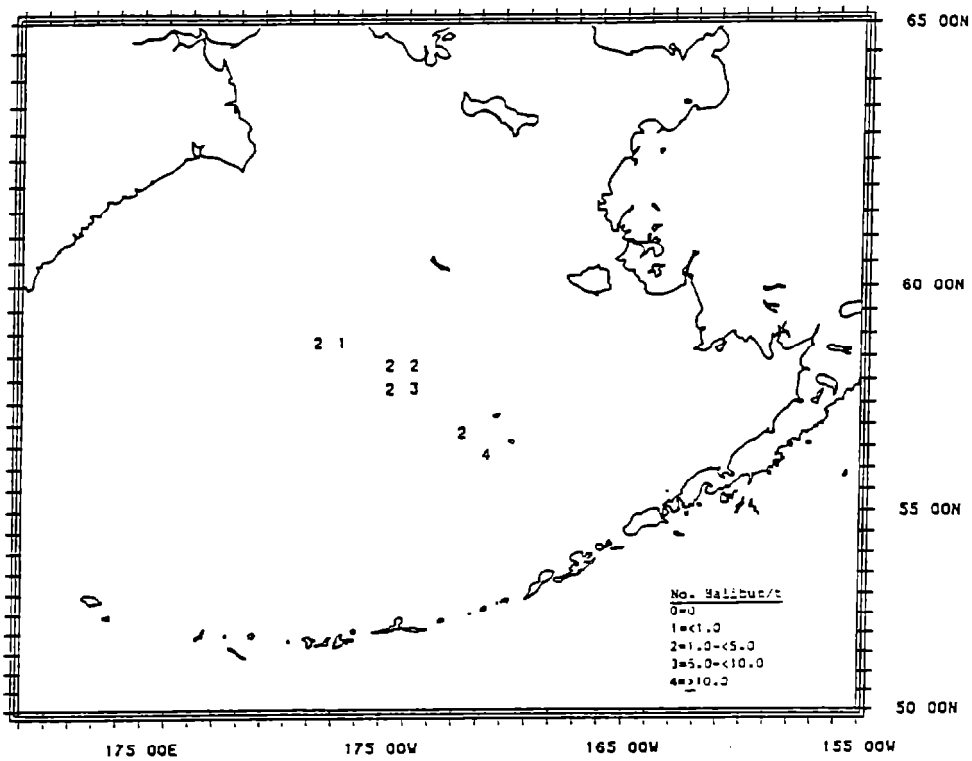 65 00N
60 00N
2 1
2 2
2 3
2
4
55 00N
No. Halibut/t
0=0
1=<1.0
2=1.0-<5.0
3=5.0-<10.0
4=≥10.0
50 00N
175 00E 175 00W 165 00W 155 00W